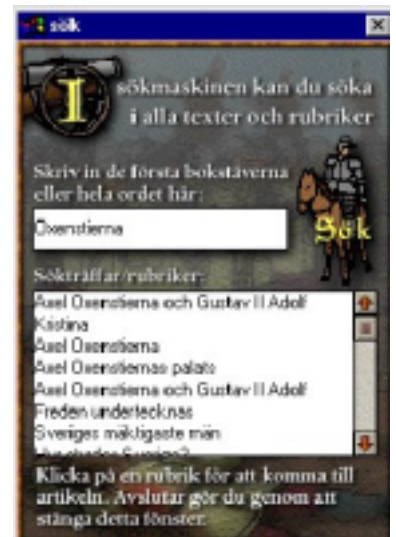 sök
I sökmaskinen kan du söka
i alla texter och rubriker
Skriv in de första bokstäverna
eller hela ordet här:
Oxenstierna
Sök
Sökträffar/rubriker:
Axel Oxenstierna och Gustav II Adolf
Kristina
Axel Oxenstierna
Axel Oxenstiernas palats
Axel Oxenstierna och Gustav II Adolf
Freden undertecknas
Sveriges mäktigaste män
Sverige?
Klicka på en rubrik för att komma till
artikeln. Avslutar gör du genom att
stänga detta fönster.